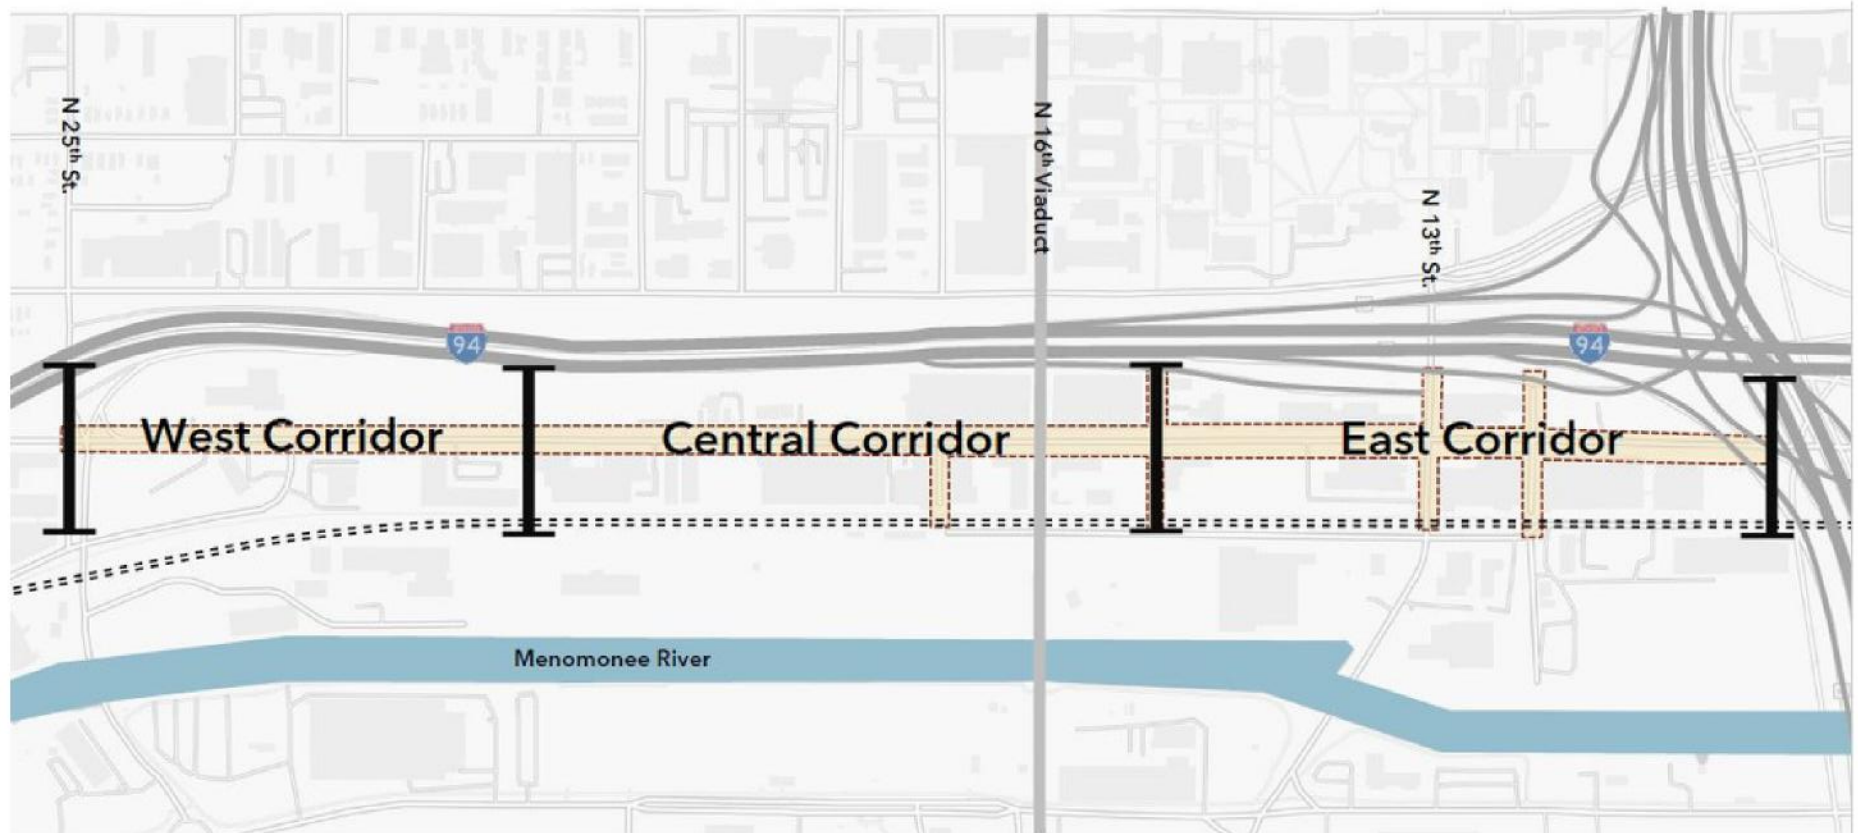 N 25th St.
N 16th Viaduct
N 13th St.
94
94
West Corridor
Central Corridor
East Corridor
Menomonee River